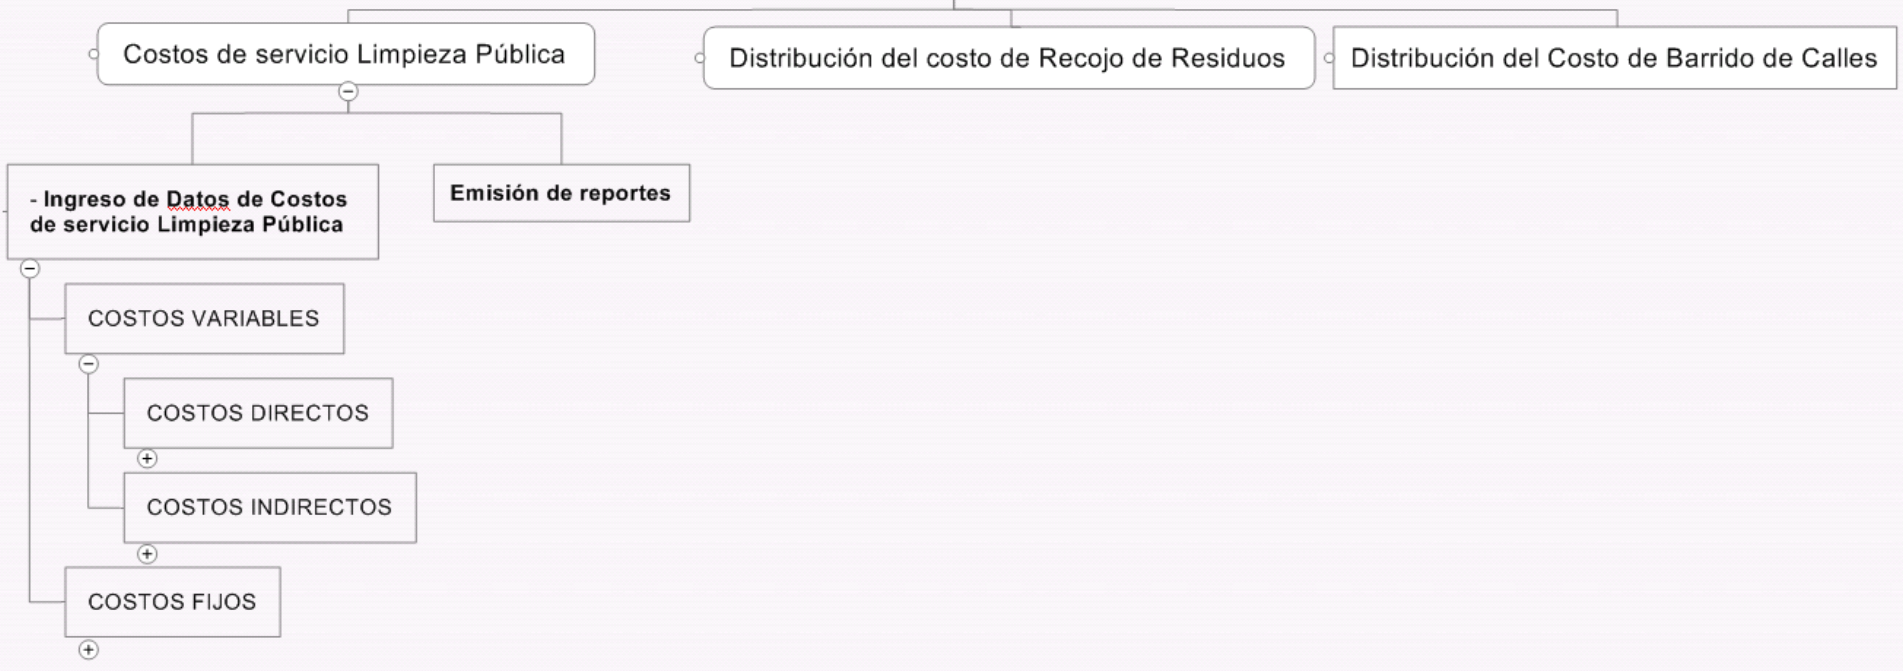 Costos de servicio Limpieza Pública
Distribución del costo de Recojo de Residuos
Distribución del Costo de Barrido de Calles
- Ingreso de Datos de Costos
de servicio Limpieza Pública
Emisión de reportes
COSTOS VARIABLES
COSTOS DIRECTOS
COSTOS INDIRECTOS
COSTOS FIJOS